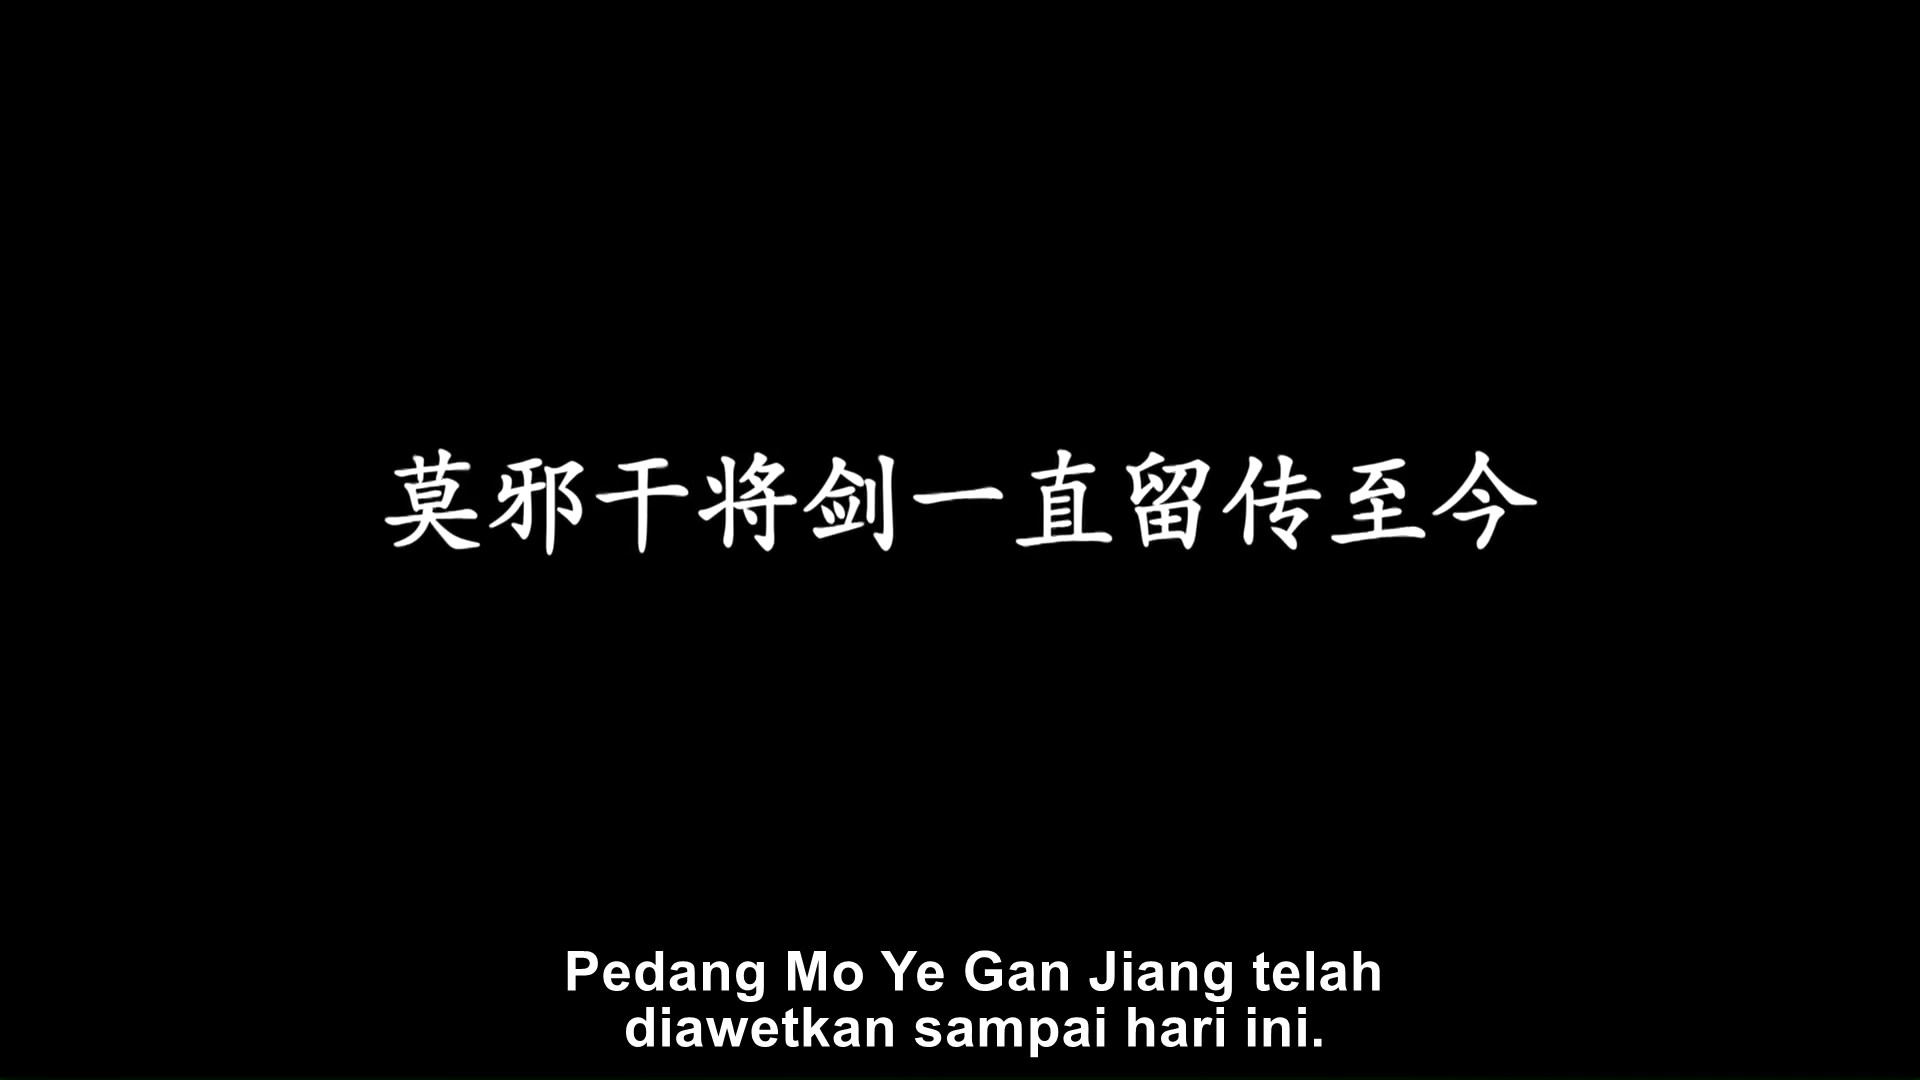 莫邪干将剑一直留传至今
Pedang Mo Ye Gan Jiang telah
diawetkan sampai hari ini.